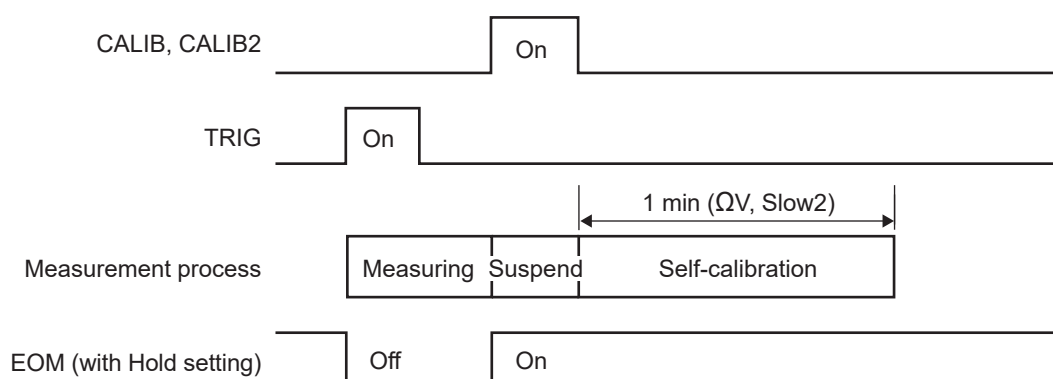 CALIB, CALIB2 On
TRIG On
1 min (ΩV, Slow2)
Measurement process Measuring Suspend Self-calibration
EOM (with Hold setting) Off On